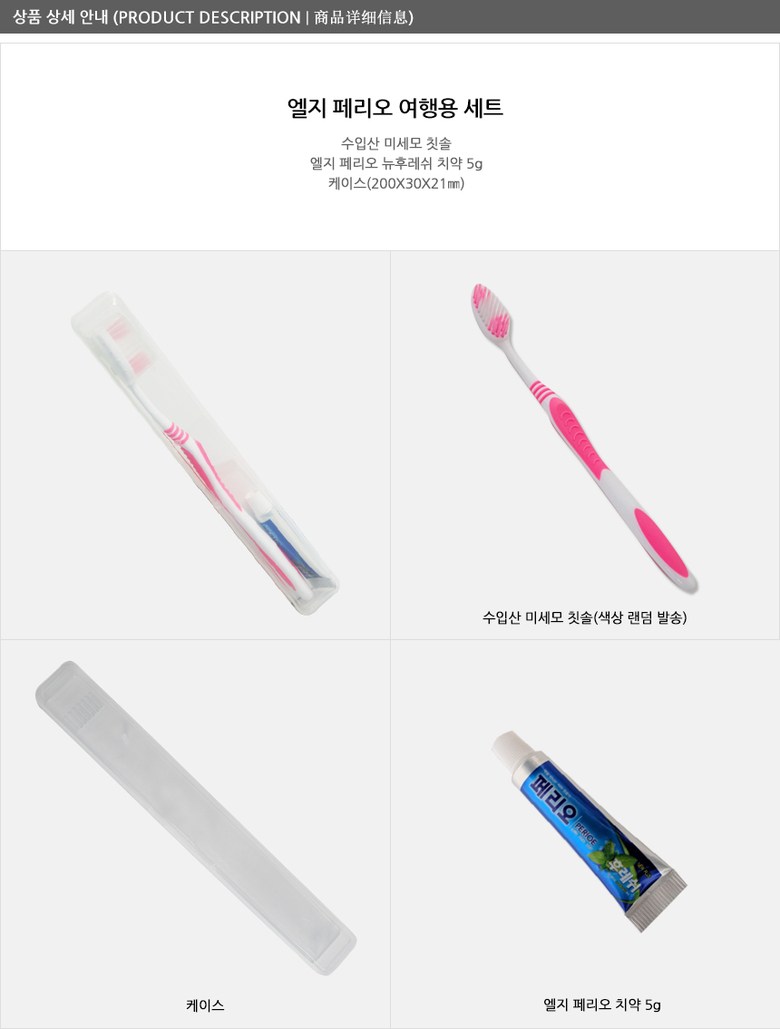 상품 상세 안내 (PRODUCT DESCRIPTION | 商品详细信息)
엘지 페리오 여행용 세트
수입산 미세모 칫솔
엘지 페리오 뉴후레쉬 치약 5g
케이스(200X30X21㎜)
수입산 미세모 칫솔(색상 랜덤 발송)
페리오
PERIOE
후레쉬
케이스
엘지 페리오 치약 5g